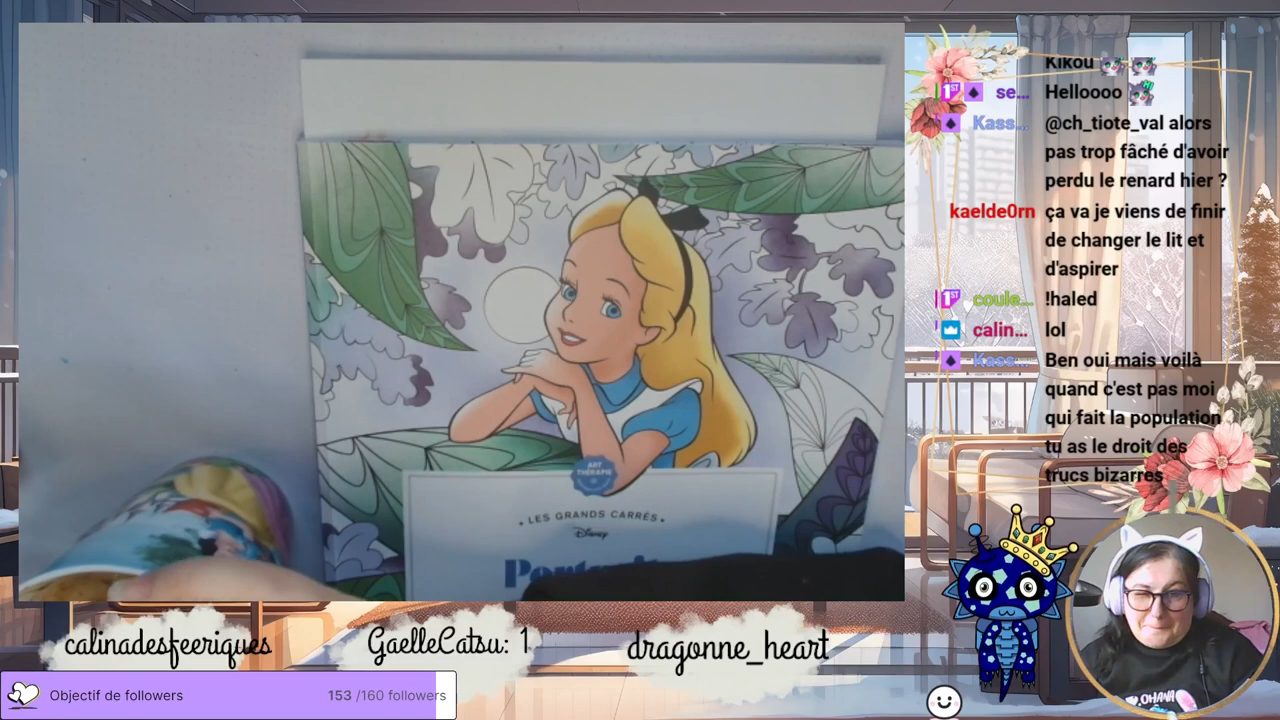 Kikou
1ST se... Helloooo
Kass... @ch_tiote_val alors
pas trop fâché d'avoir
perdu le renard hier ?
kaelde0rn ça va je viens de finir
de changer le lit et
d'aspirer
1ST coule... !haled
calin... lol
Kass... Ben oui mais voilà
quand c'est pas moi
qui fait la population
tu as le droit des
trucs bizarres
ART
THÉRAPIE
• LES GRANDS CARRÉS •
Disney
calinadesfeeriques
GaelleCatsu: 1
dragonne_heart
Objectif de followers 153 /160 followers
OHANA